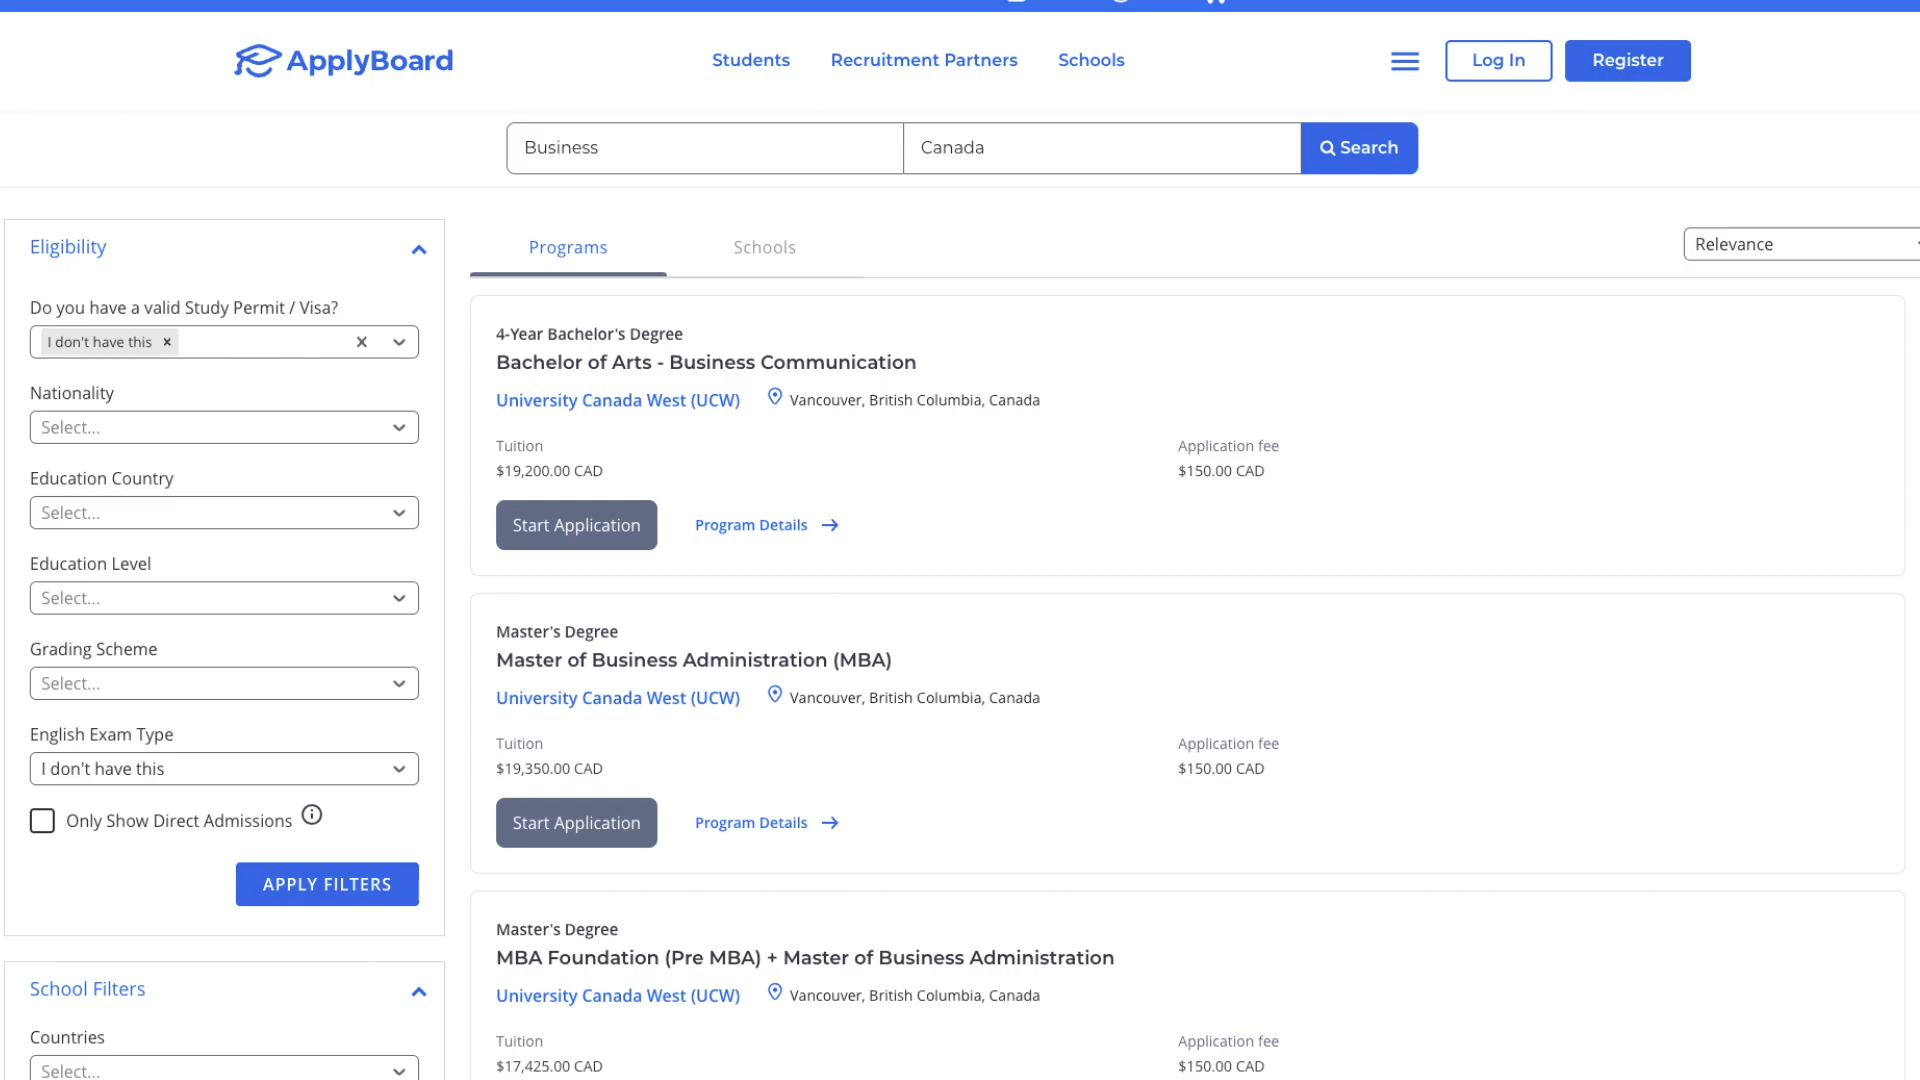 ApplyBoard
Students
Recruitment Partners
Schools
Log In
Register
Business
Canada
Search
Eligibility
Do you have a valid Study Permit / Visa?
I don't have this ×
Nationality
Select...
Education Country
Select...
Education Level
Select...
Grading Scheme
Select...
English Exam Type
I don't have this
Only Show Direct Admissions
APPLY FILTERS
School Filters
Countries
Select...
Programs
Schools
Relevance
4-Year Bachelor's Degree
Bachelor of Arts - Business Communication
University Canada West (UCW)
Vancouver, British Columbia, Canada
Tuition
$19,200.00 CAD
Application fee
$150.00 CAD
Start Application
Program Details
Master's Degree
Master of Business Administration (MBA)
University Canada West (UCW)
Vancouver, British Columbia, Canada
Tuition
$19,350.00 CAD
Application fee
$150.00 CAD
Start Application
Program Details
Master's Degree
MBA Foundation (Pre MBA) + Master of Business Administration
University Canada West (UCW)
Vancouver, British Columbia, Canada
Tuition
$17,425.00 CAD
Application fee
$150.00 CAD